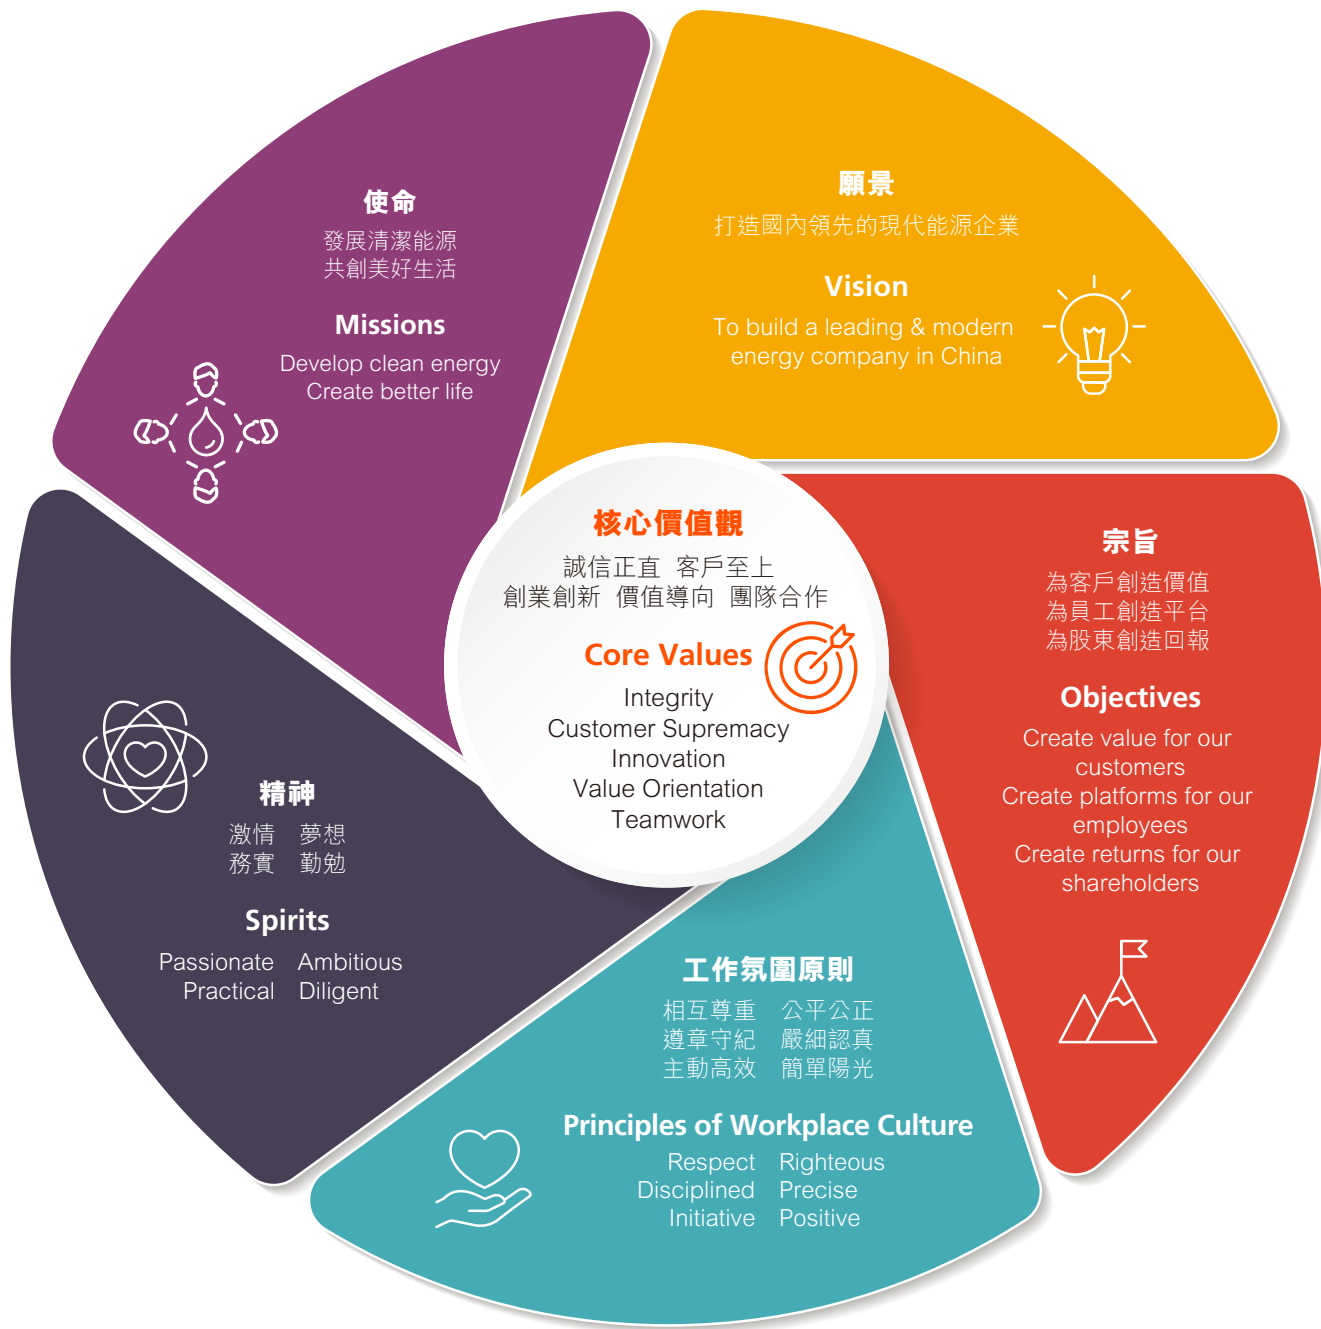 使命
發展清潔能源
共創美好生活
Missions
Develop clean energy
Create better life
願景
打造國內領先的現代能源企業
Vision
To build a leading & modern
energy company in China
核心價值觀
誠信正直 客戶至上
創業創新 價值導向 團隊合作
Core Values
Integrity
Customer Supremacy
Innovation
Value Orientation
Teamwork
宗旨
為客戶創造價值
為員工創造平台
為股東創造回報
Objectives
Create value for our
customers
Create platforms for our
employees
Create returns for our
shareholders
精神
激情 夢想
務實 勤勉
Spirits
Passionate Ambitious
Practical Diligent
工作氛圍原則
相互尊重 公平公正
遵章守紀 嚴細認真
主動高效 簡單陽光
Principles of Workplace Culture
Respect Righteous
Disciplined Precise
Initiative Positive